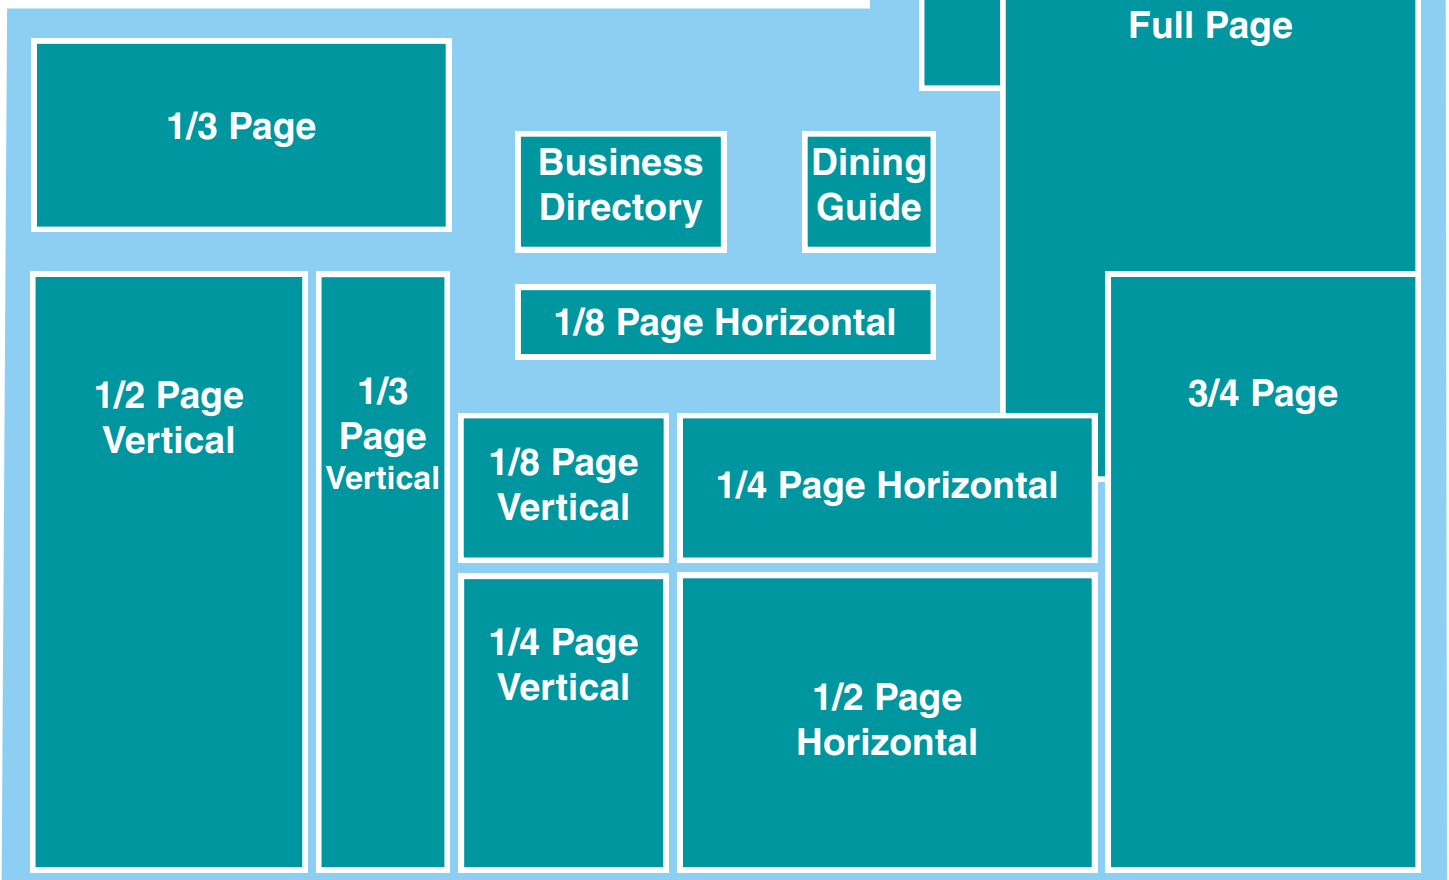 Full Page
1/3 Page
Business
Directory
Dining
Guide
1/8 Page Horizontal
1/2 Page
Vertical
1/3
Page
Vertical
3/4 Page
1/8 Page
Vertical
1/4 Page Horizontal
1/4 Page
Vertical
1/2 Page
Horizontal